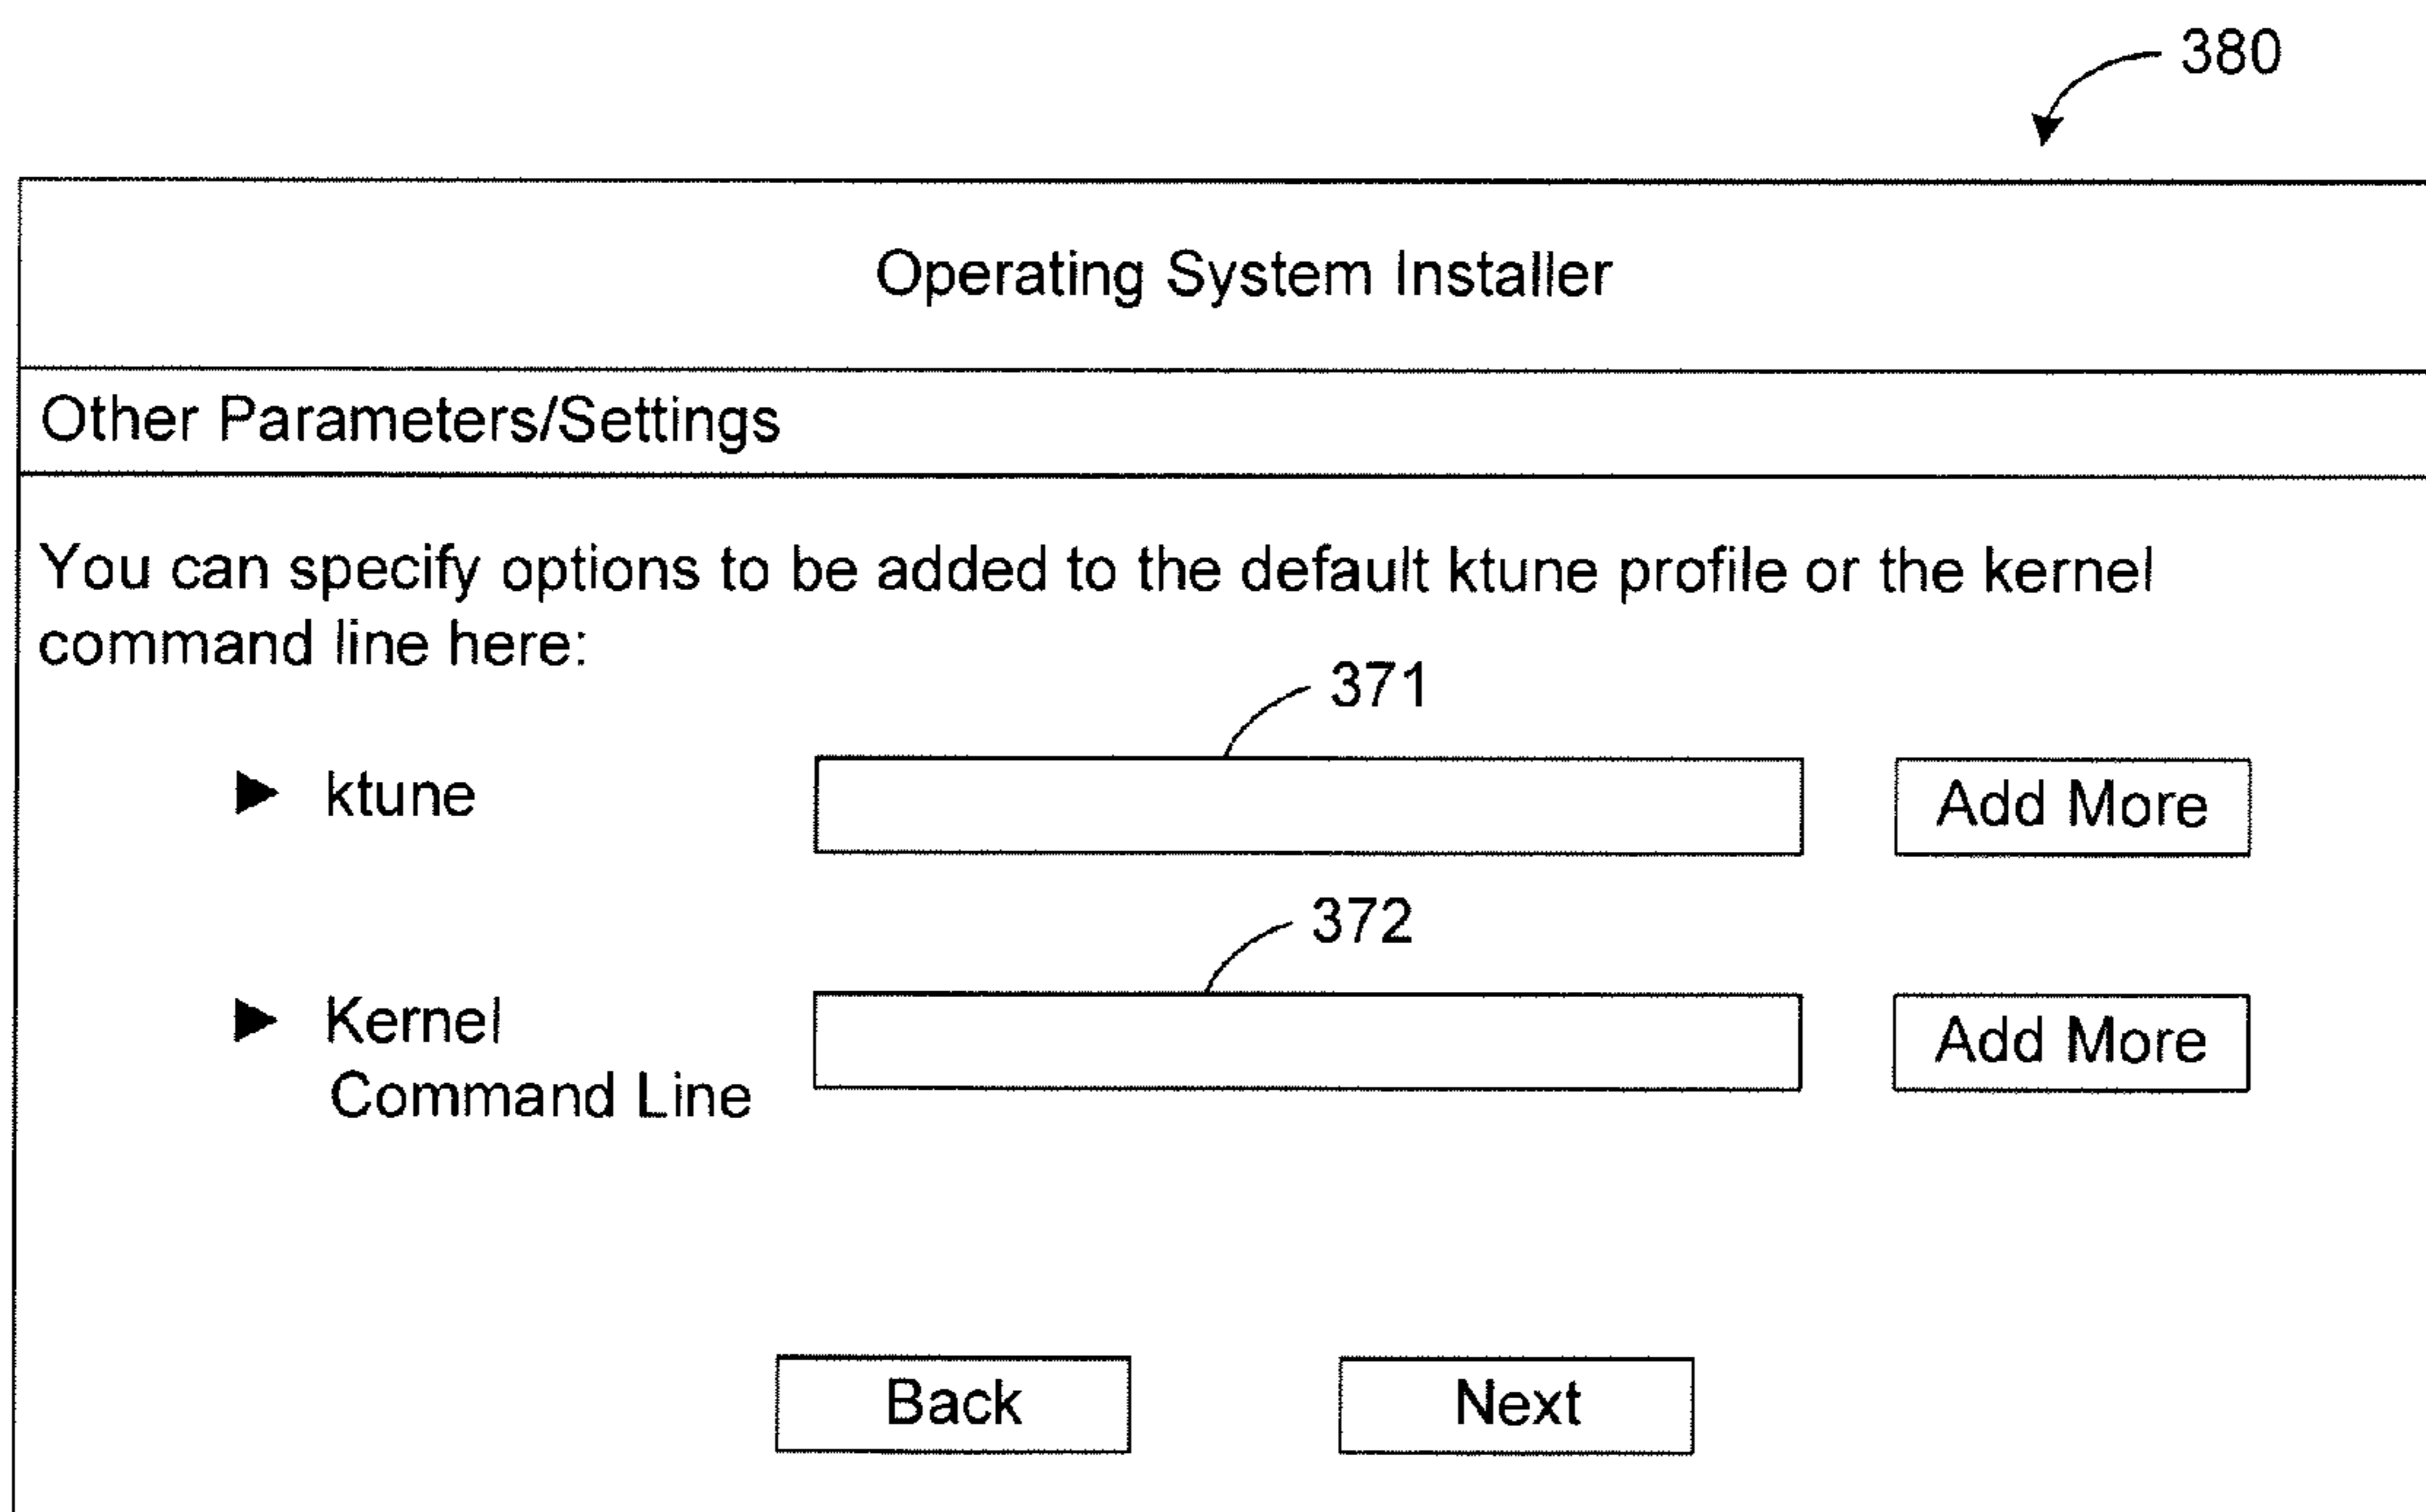 380
Operating System Installer
Other Parameters/Settings
You can specify options to be added to the default ktune profile or the kernel
command line here:
371
ktune
Add More
372
Kernel
Command Line
Add More
Back
Next